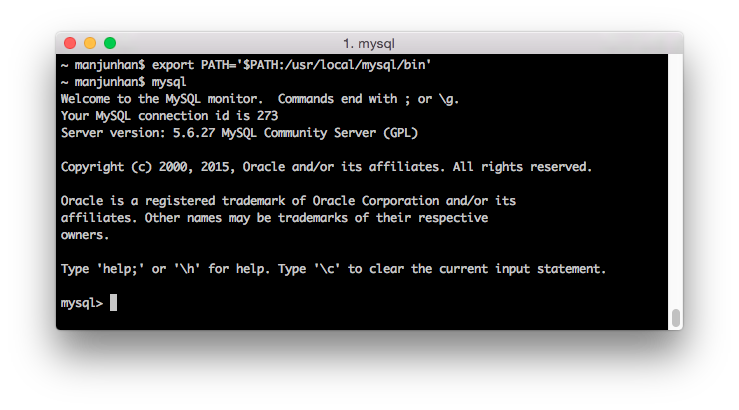 1. mysql
~ manjunhan$ export PATH='$PATH:/usr/local/mysql/bin'
~ manjunhan$ mysql
Welcome to the MySQL monitor.  Commands end with ; or \g.
Your MySQL connection id is 273
Server version: 5.6.27 MySQL Community Server (GPL)
Copyright (c) 2000, 2015, Oracle and/or its affiliates. All rights reserved.
Oracle is a registered trademark of Oracle Corporation and/or its
affiliates. Other names may be trademarks of their respective
owners.
Type 'help;' or '\h' for help. Type '\c' to clear the current input statement.
mysql>